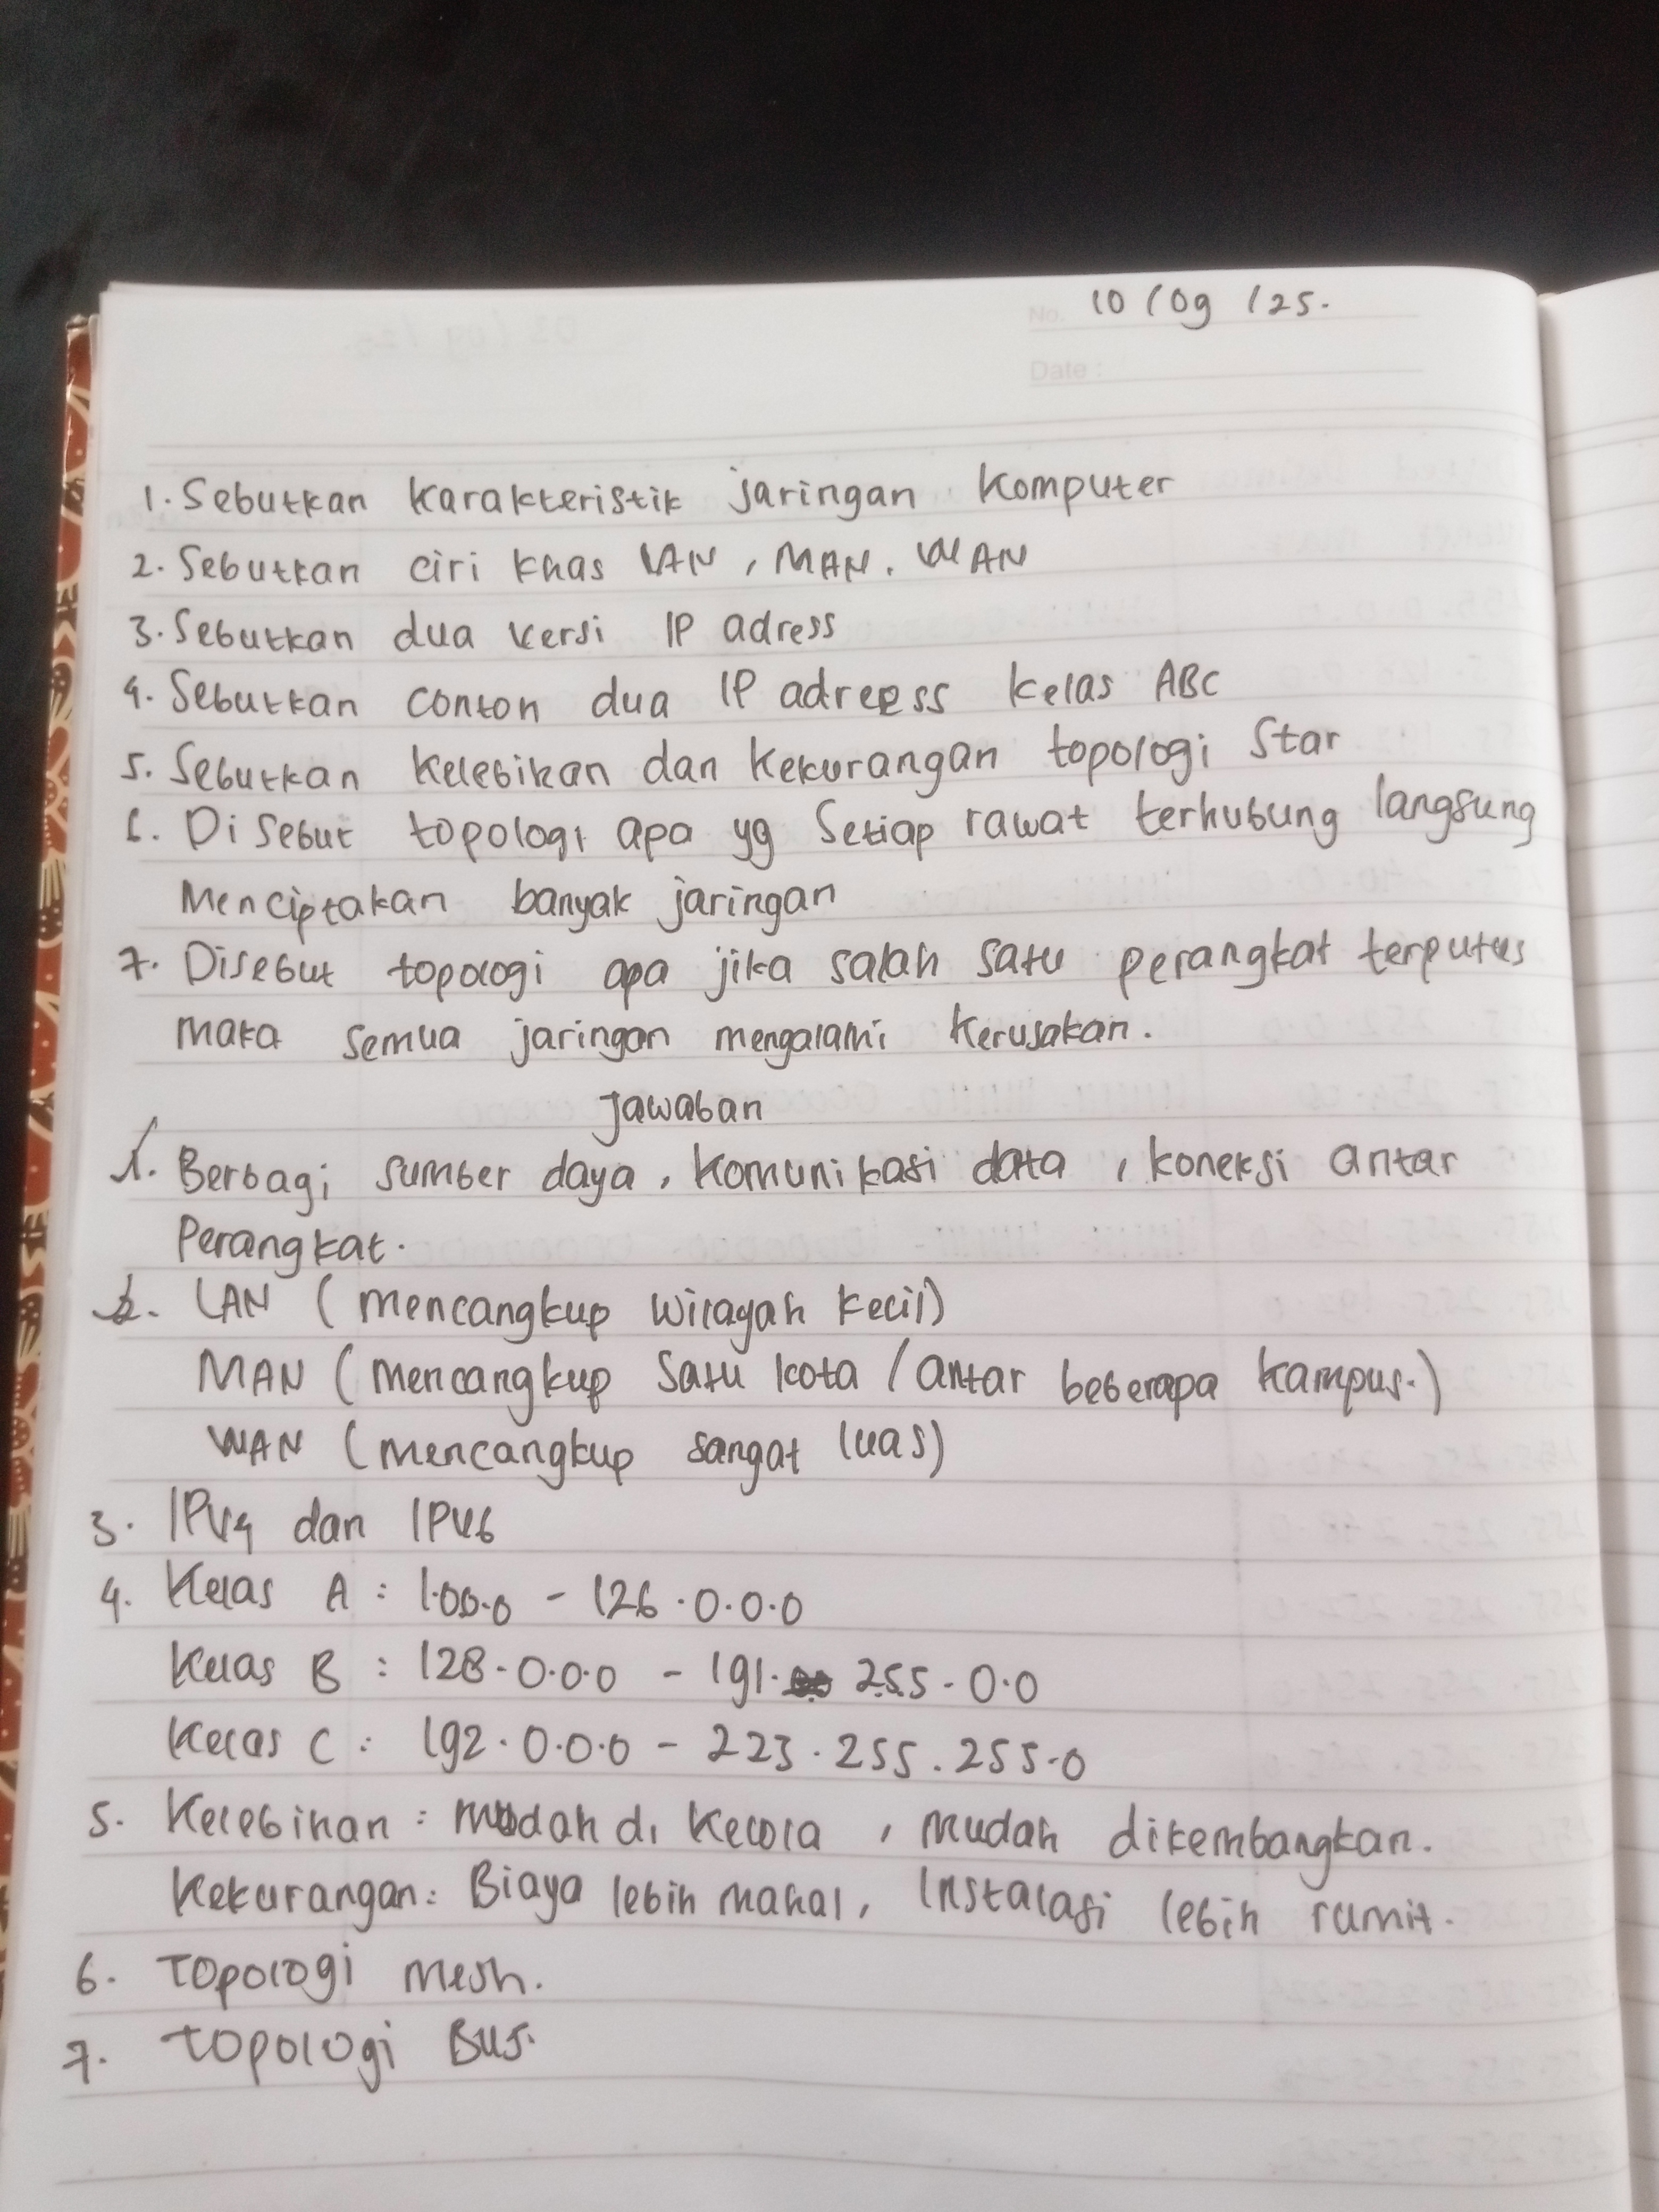 No. 10/09/25.
Date :
1. Sebutkan karakteristik jaringan komputer
2. Sebutkan ciri khas LAN, MAN. WAN
3. Sebutkan dua versi IP adress
4. Sebutkan contoh dua IP adreess kelas ABC
5. Sebutkan kelebihan dan kekurangan topologi Star
6. Disebut topologi apa yg Setiap rawat terhubung langsung
Menciptakan banyak jaringan
7. Disebut topologi apa jika salah satu perangkat terputus
maka semua jaringan mengalami kerusakan.
Jawaban
1. Berbagi sumber daya, Komunikasi data, koneksi antar
Perangkat.
2. LAN (mencangkup wilayah kecil)
MAN (mencangkup Satu kota/antar beberapa kampus.)
WAN (mencangkup sangat luas)
3. IPv4 dan IPv6
4. Kelas A : 1.0.0.0 - 126.0.0.0
Kelas B : 128.0.0.0 - 191. 255.0.0
Kelas C : 192.0.0.0 - 223.255.255.0
5. Kelebihan : Mudah di kelola, Mudah dikembangkan.
Kekurangan : Biaya lebih mahal, Instalasi lebih rumit.
6. Topologi mesh.
7. Topologi Bus.